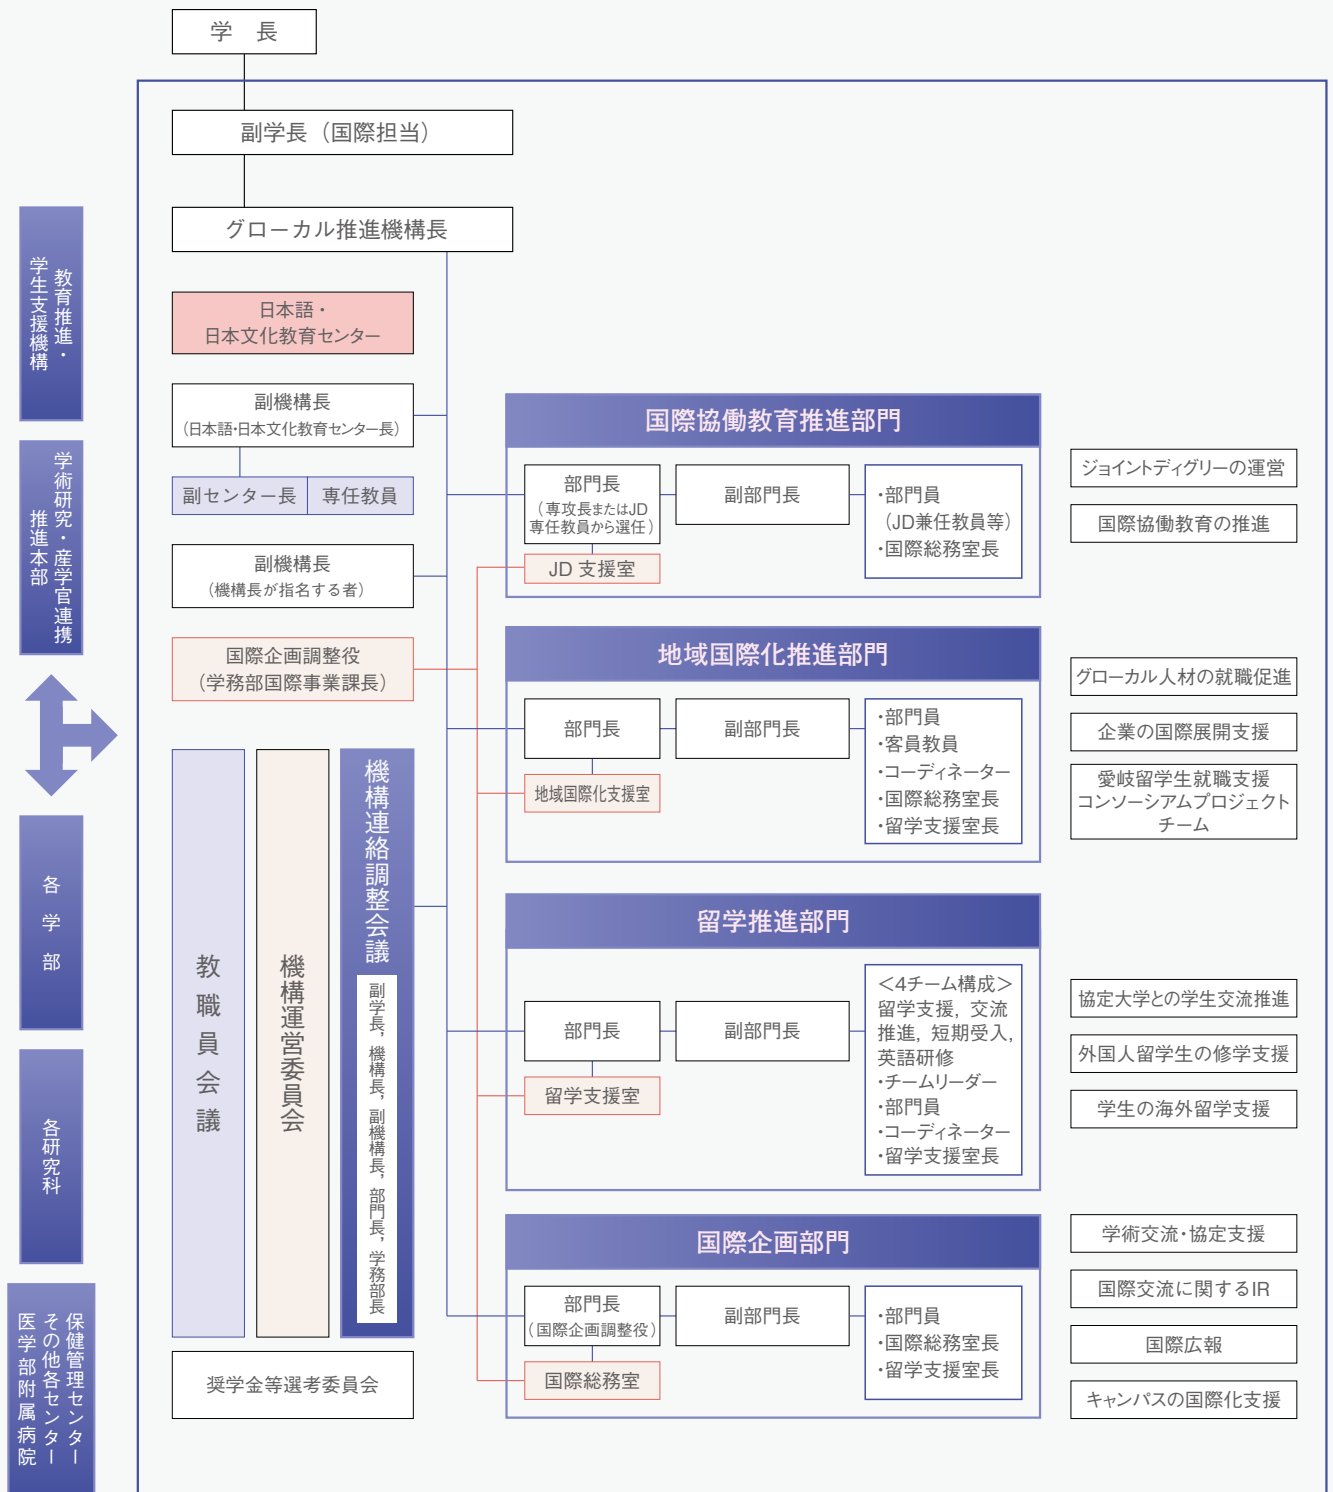 学 長
副学長（国際担当）
グローカル推進機構長
日本語・
日本文化教育センター
副機構長
（日本語・日本文化教育センター長）
副センター長
専任教員
副機構長
（機構長が指名する者）
国際企画調整役
（学務部国際事業課長）
教職員会議
機構運営委員会
機構連絡調整会議
副学長，機構長，副機構長，部門長，学務部長
奨学金等選考委員会
教育推進・
学生支援機構
学術研究・産学官連携
推進本部
各学部
各研究科
保健管理センター
その他各センター
医学部附属病院
国際協働教育推進部門
部門長
（専攻長またはJD
専任教員から選任）
副部門長
・部門員
（JD兼任教員等）
・国際総務室長
JD 支援室
ジョイントディグリーの運営
国際協働教育の推進
地域国際化推進部門
部門長
副部門長
・部門員
・客員教員
・コーディネーター
・国際総務室長
・留学支援室長
地域国際化支援室
グローカル人材の就職促進
企業の国際展開支援
愛岐留学生就職支援
コンソーシアムプロジェクト
チーム
留学推進部門
部門長
副部門長
＜4チーム構成＞
留学支援，交流
推進，短期受入，
英語研修
・チームリーダー
・部門員
・コーディネーター
・留学支援室長
留学支援室
協定大学との学生交流推進
外国人留学生の修学支援
学生の海外留学支援
国際企画部門
部門長
（国際企画調整役）
副部門長
・部門員
・国際総務室長
・留学支援室長
国際総務室
学術交流・協定支援
国際交流に関するIR
国際広報
キャンパスの国際化支援